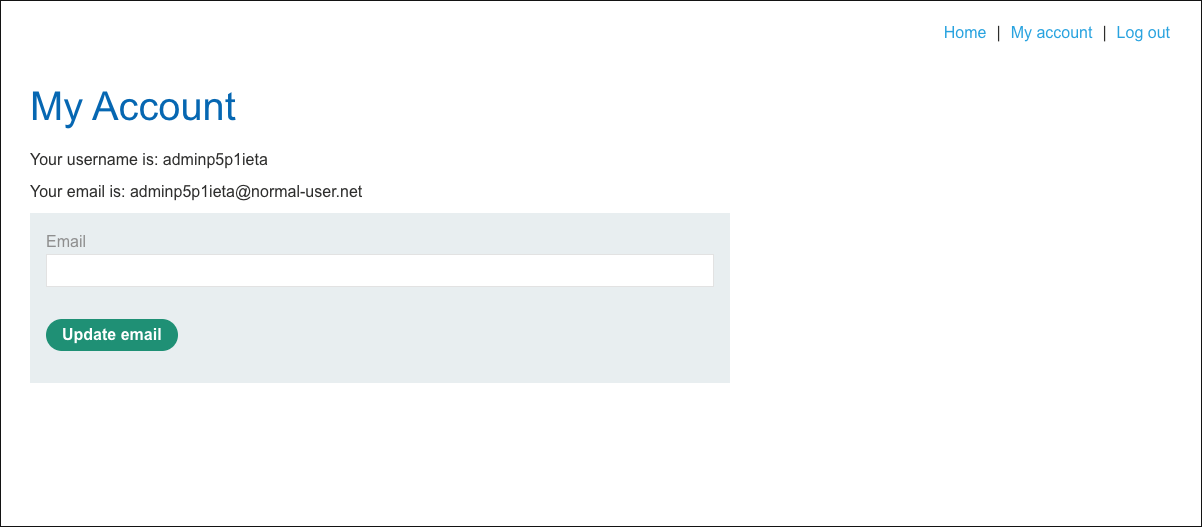 Home | My account | Log out
My Account
Your username is: adminp5p1ieta
Your email is: adminp5p1ieta@normal-user.net
Email
Update email